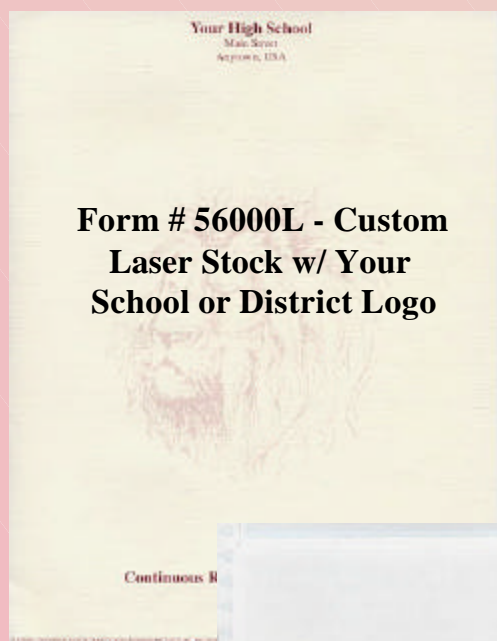 Your High School
Main Street
Anytown, USA
Form # 56000L - Custom
Laser Stock w/ Your
School or District Logo
Continuous R